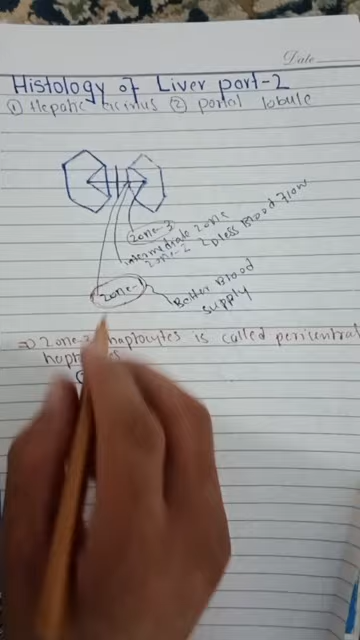 Date
Histology of Liver part-2
① Hepatic acinus ② portal lobule
zone-3
intermediate zone
zone-2 Less Blood Flow
zone-1
Better Blood
supply
⇒ Zone-3 haptocytes is called pericentral